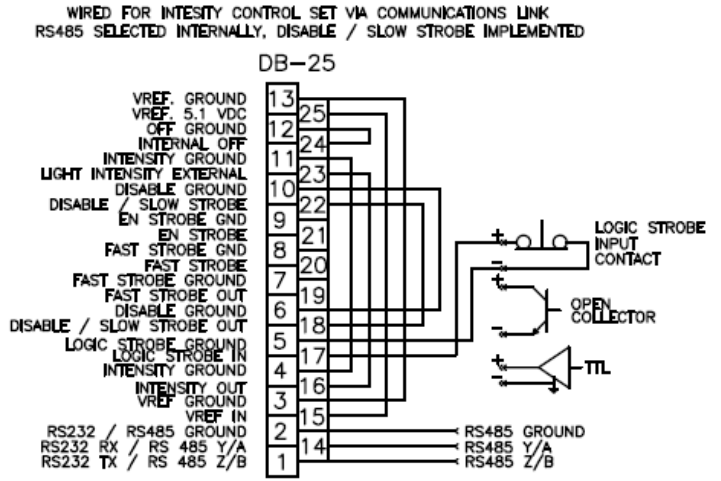 WIRED FOR INTESITY CONTROL SET VIA COMMUNICATIONS LINK
RS485 SELECTED INTERNALLY, DISABLE / SLOW STROBE IMPLEMENTED
DB-25
VREF. GROUND 13
VREF. 5.1 VDC 25
OFF GROUND 12
INTERNAL OFF 24
INTENSITY GROUND 11
LIGHT INTENSITY EXTERNAL 23
DISABLE GROUND 10
DISABLE / SLOW STROBE 22
EN STROBE GND 9
EN STROBE 21
FAST STROBE GND 8
FAST STROBE 20
FAST STROBE GROUND 7
FAST STROBE OUT 19
DISABLE GROUND 6
DISABLE / SLOW STROBE OUT 18
LOGIC STROBE GROUND 5
LOGIC STROBE IN 17
INTENSITY GROUND 4
INTENSITY OUT 16
VREF GROUND 3
VREF IN 15
RS232 / RS485 GROUND 2
RS232 RX / RS 485 Y/A 14
RS232 TX / RS 485 Z/B 1
+
-
LOGIC STROBE
INPUT
CONTACT
+
-
OPEN
COLLECTOR
+
-
TTL
RS485 GROUND
RS485 Y/A
RS485 Z/B